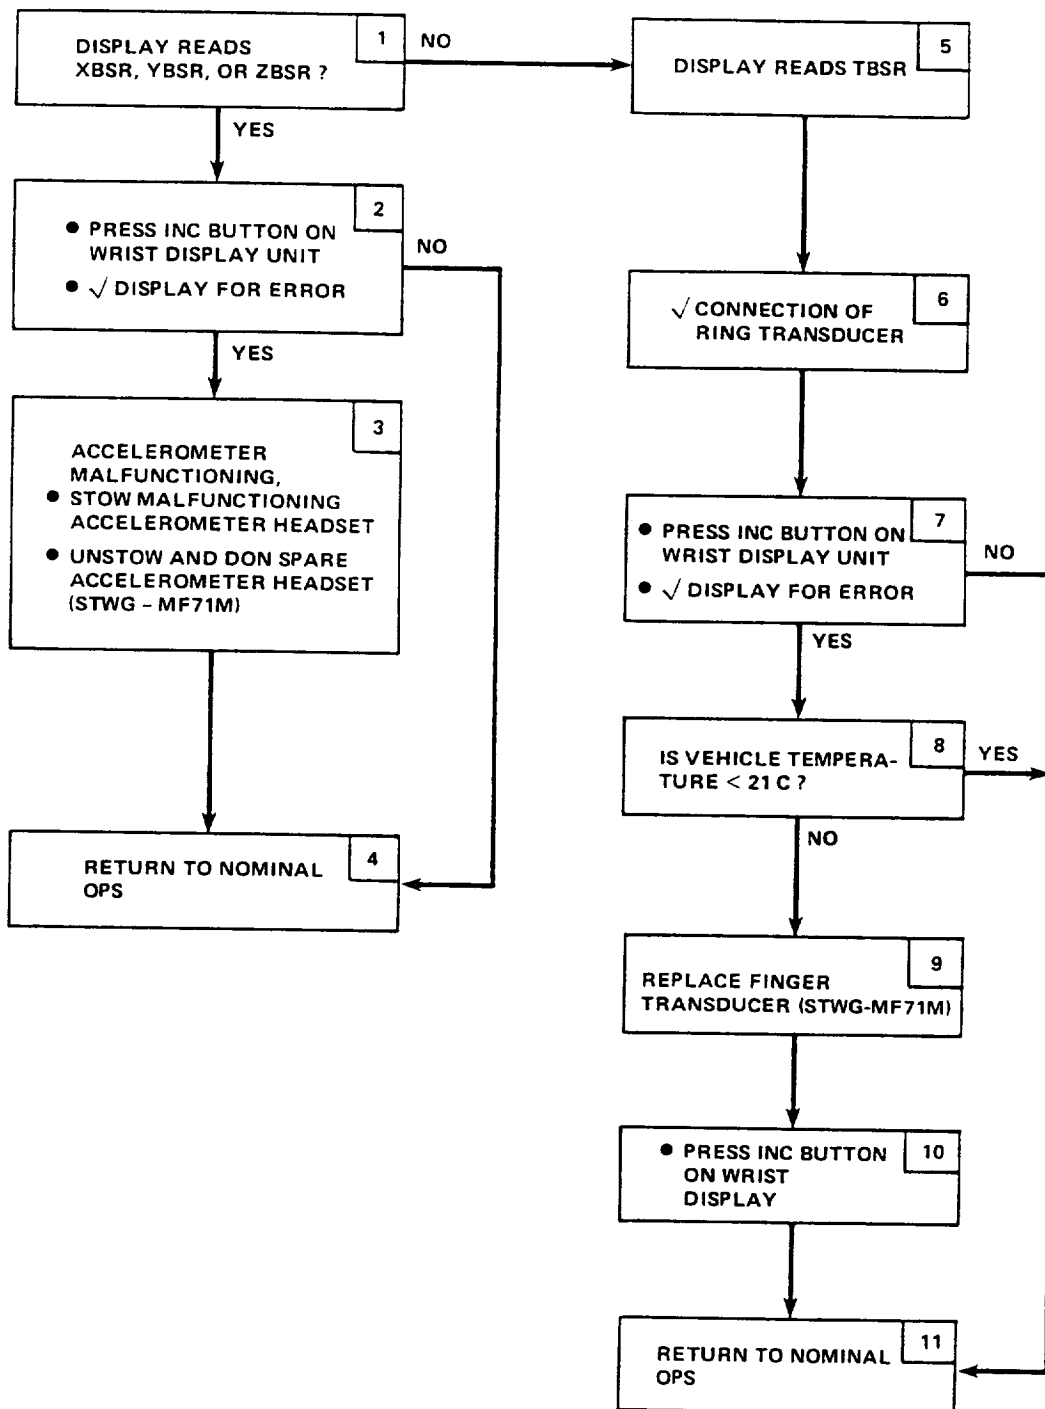 1
DISPLAY READS
XBSR, YBSR, OR ZBSR ?
NO
YES
2
● PRESS INC BUTTON ON
WRIST DISPLAY UNIT
● √ DISPLAY FOR ERROR
NO
YES
3
ACCELEROMETER
MALFUNCTIONING,
● STOW MALFUNCTIONING
ACCELEROMETER HEADSET
● UNSTOW AND DON SPARE
ACCELEROMETER HEADSET
(STWG – MF71M)
4
RETURN TO NOMINAL
OPS
5
DISPLAY READS TBSR
6
√ CONNECTION OF
RING TRANSDUCER
7
● PRESS INC BUTTON ON
WRIST DISPLAY UNIT
● √ DISPLAY FOR ERROR
NO
YES
8
IS VEHICLE TEMPERA-
TURE < 21 C ?
YES
NO
9
REPLACE FINGER
TRANSDUCER (STWG-MF71M)
10
● PRESS INC BUTTON
ON WRIST
DISPLAY
11
RETURN TO NOMINAL
OPS